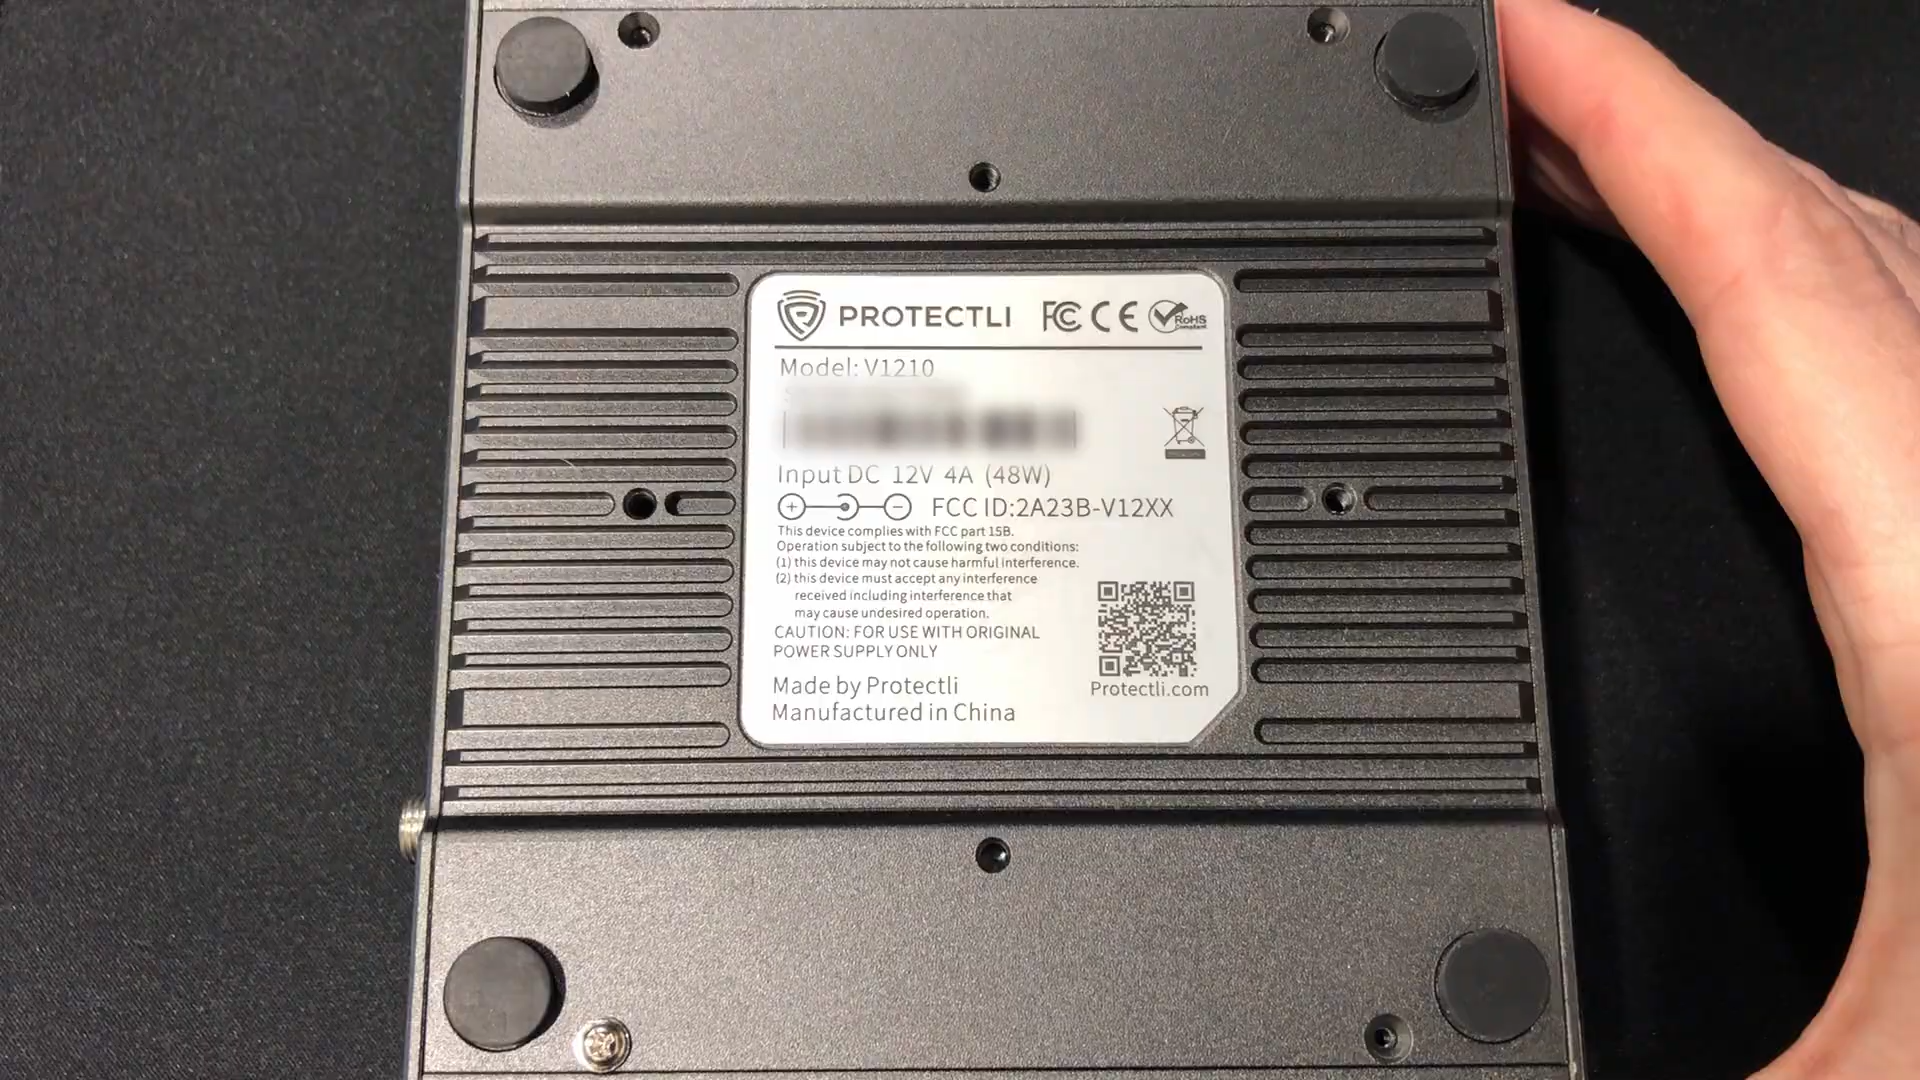 PROTECTLI FC CE RoHS Compliant
Model: V1210
Input DC 12V 4A (48W)
FCC ID:2A23B-V12XX
This device complies with FCC part 15B.
Operation subject to the following two conditions:
(1) this device may not cause harmful interference.
(2) this device must accept any interference
received including interference that
may cause undesired operation.
CAUTION: FOR USE WITH ORIGINAL
POWER SUPPLY ONLY
Protectli.com
Made by Protectli
Manufactured in China